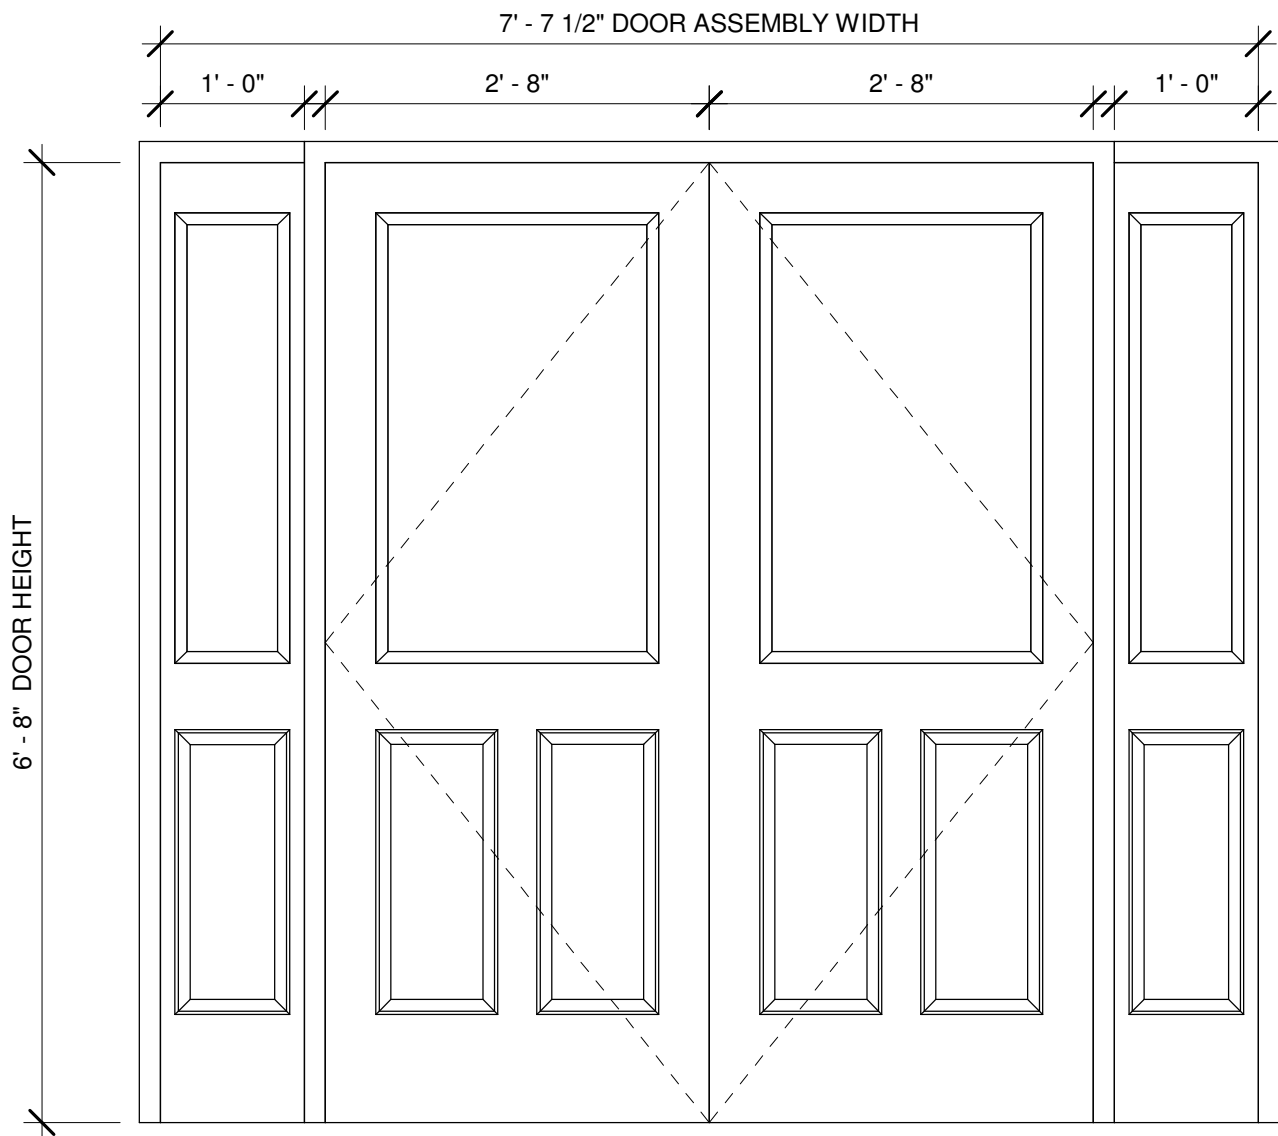 7' - 7 1/2" DOOR ASSEMBLY WIDTH
1' - 0"
2' - 8"
2' - 8"
1' - 0"
6' - 8" DOOR HEIGHT